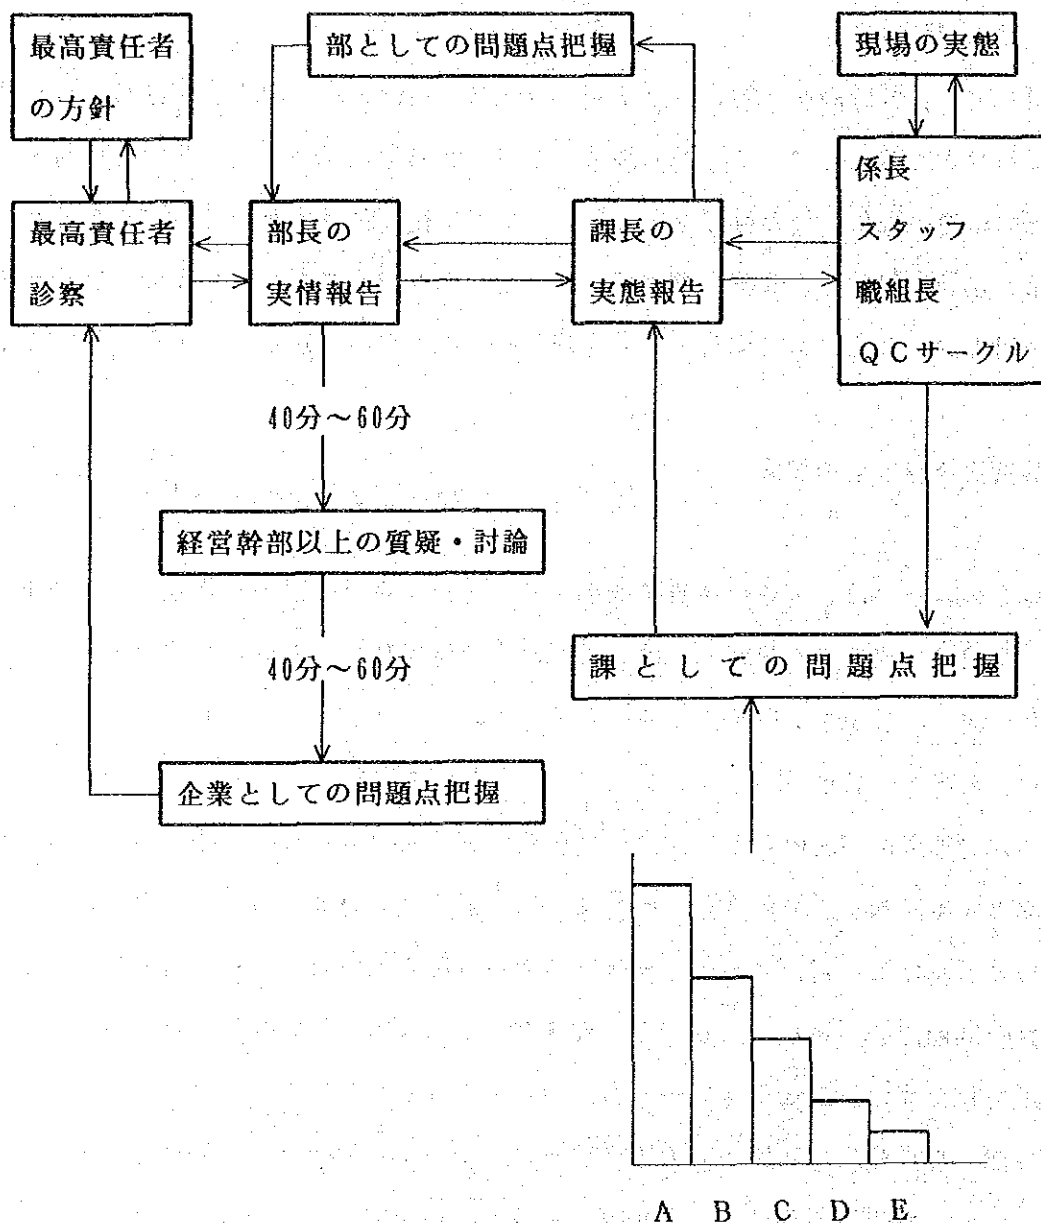 最高責任者
の方針
部としての問題点把握
現場の実態
最高責任者
診察
部長の
実情報告
課長の
実態報告
係長
スタッフ
職組長
QCサークル
40分~60分
経営幹部以上の質疑・討論
40分~60分
課としての問題点把握
企業としての問題点把握
A B C D E